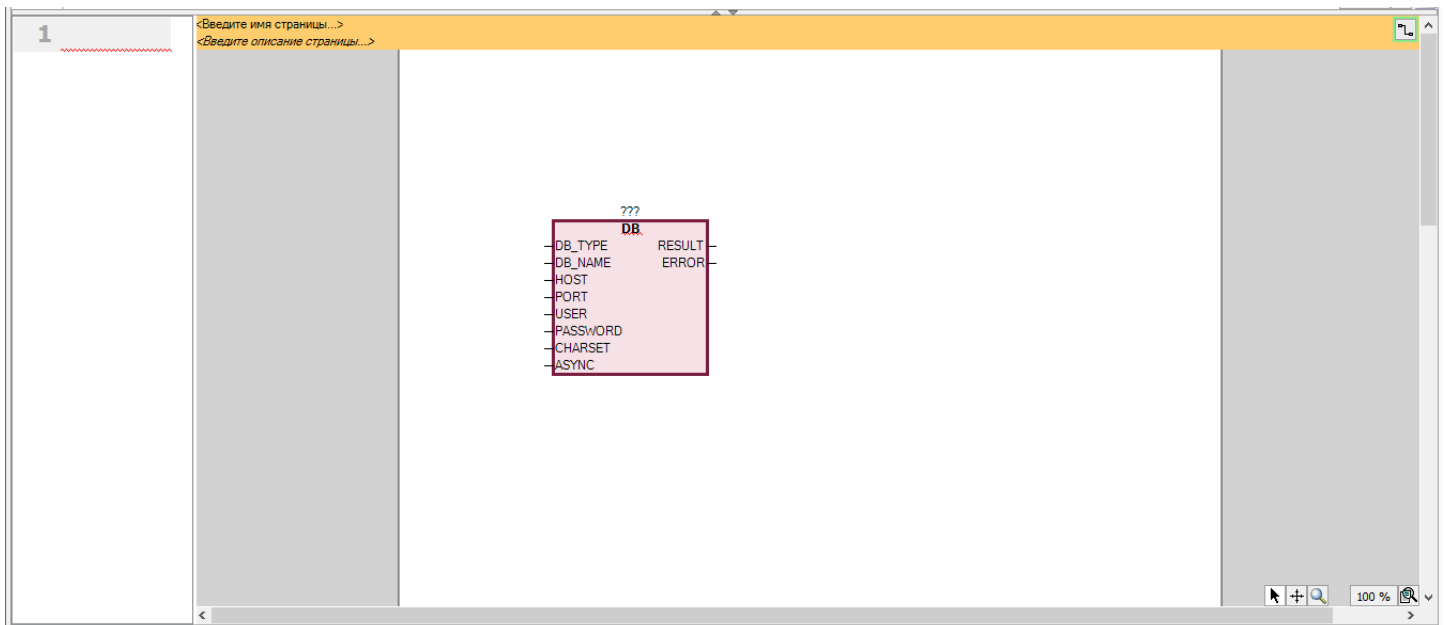 1
<Введите имя страницы...>
<Введите описание страницы...>
???
DB
DB_TYPE RESULT
DB_NAME ERROR
HOST
PORT
USER
PASSWORD
CHARSET
ASYNC
100 %